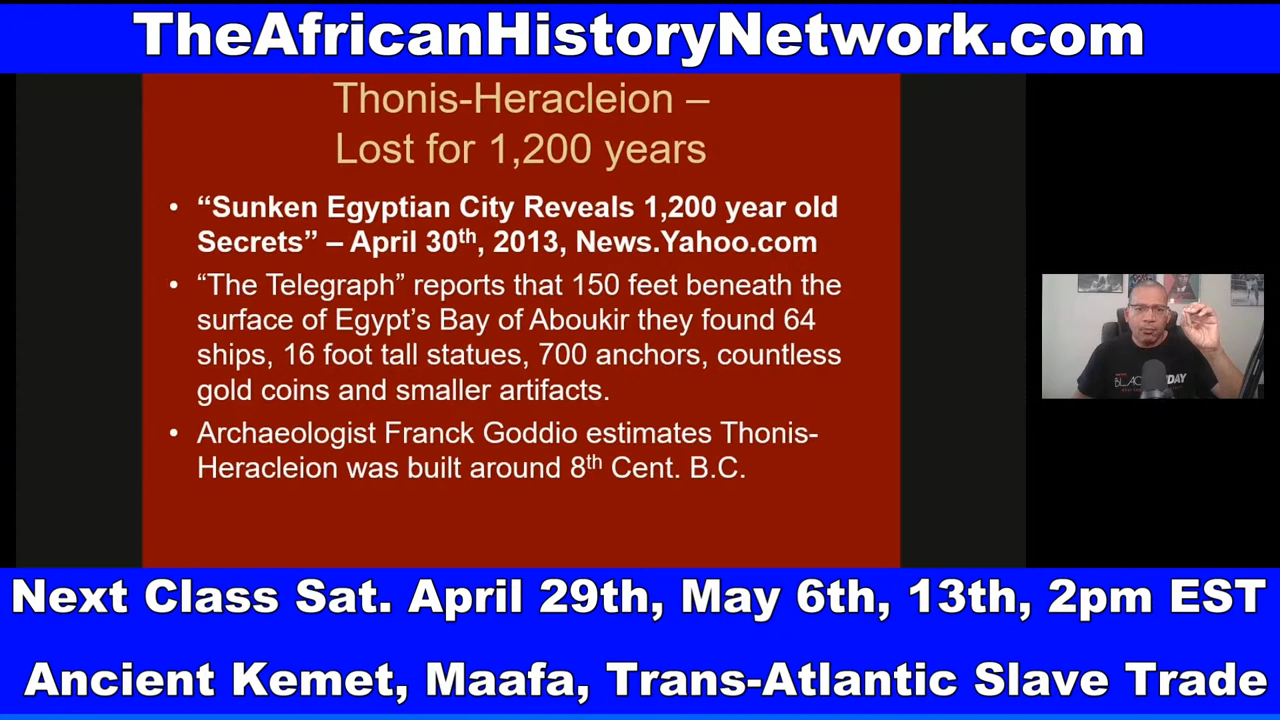 TheAfricanHistoryNetwork.com
Thonis-Heracleion –
Lost for 1,200 years
• “Sunken Egyptian City Reveals 1,200 year old
Secrets” – April 30th, 2013, News.Yahoo.com
• “The Telegraph” reports that 150 feet beneath the
surface of Egypt’s Bay of Aboukir they found 64
ships, 16 foot tall statues, 700 anchors, countless
gold coins and smaller artifacts.
• Archaeologist Franck Goddio estimates Thonis-
Heracleion was built around 8th Cent. B.C.
Next Class Sat. April 29th, May 6th, 13th, 2pm EST
Ancient Kemet, Maafa, Trans-Atlantic Slave Trade